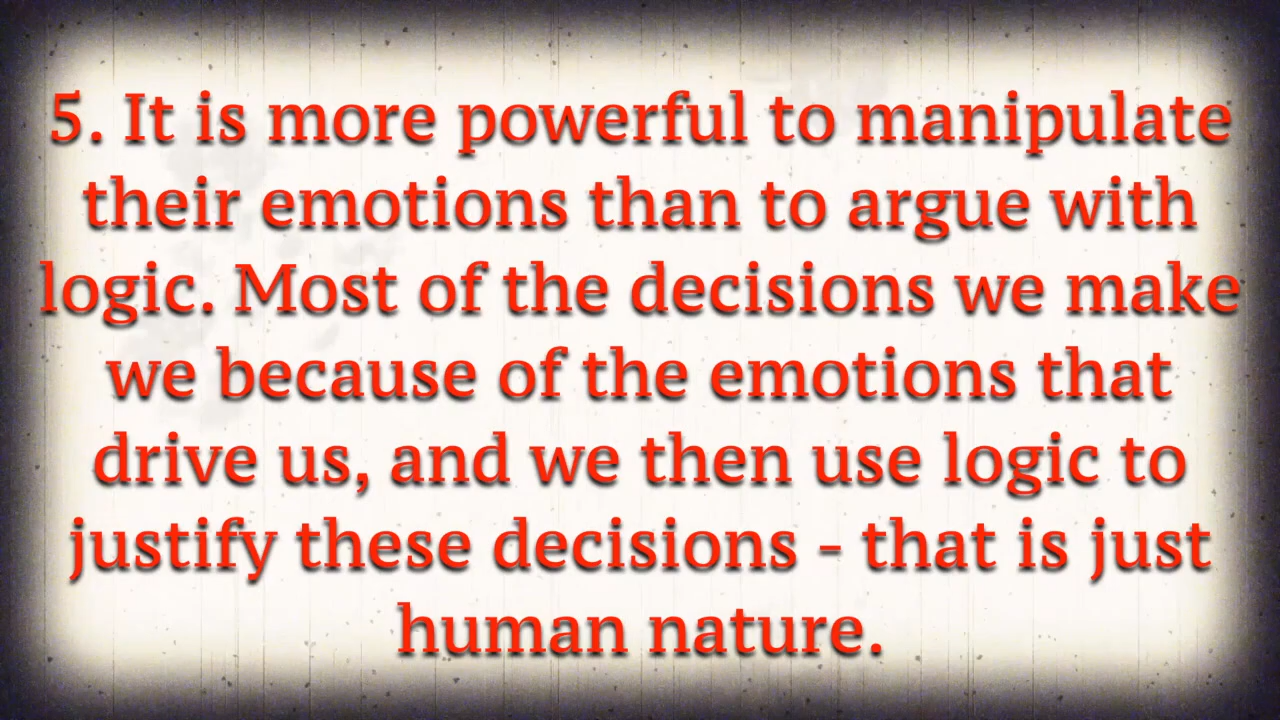 5. It is more powerful to manipulate
their emotions than to argue with
logic. Most of the decisions we make
we because of the emotions that
drive us, and we then use logic to
justify these decisions - that is just
human nature.